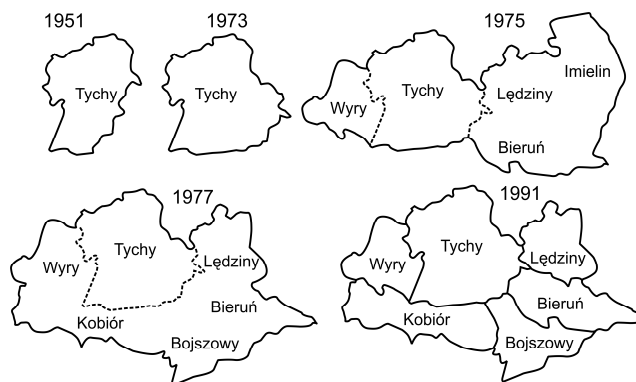 1951
Tychy
1973
Tychy
1975
Wyry
Tychy
Lędziny
Imielin
Bieruń
1977
Wyry
Tychy
Lędziny
Bieruń
Kobiór
Bojszowy
1991
Wyry
Tychy
Lędziny
Bieruń
Kobiór
Bojszowy